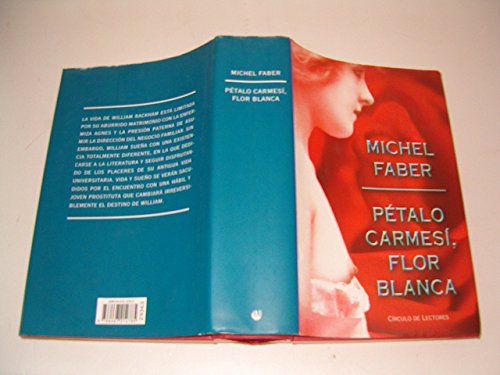 LA VIDA DE WILLIAM RACKHAM ESTÁ LIMITADA
POR SU ABURRIDO MATRIMONIO CON LA ENFER-
MIZA AGNES Y LA PRESIÓN PATERNA DE ASU-
MIR LA DIRECCIÓN DEL NEGOCIO FAMILIAR. SIN
EMBARGO, WILLIAM SUEÑA CON UNA EXISTEN-
CIA TOTALMENTE DIFERENTE, EN LA QUE DEDI-
CARSE A LA LITERATURA Y SEGUIR DISFRUTAN-
DO DE LOS PLACERES DE SU ANTIGUA VIDA
UNIVERSITARIA. VIDA Y SUEÑO SE VERÁN SACU-
DIDOS POR EL ENCUENTRO CON UNA HÁBIL Y
JOVEN PROSTITUTA QUE CAMBIARÁ IRREVERSI-
BLEMENTE EL DESTINO DE WILLIAM.
MICHEL FABER
PÉTALO CARMESÍ,
FLOR BLANCA
MICHEL
FABER
PÉTALO
CARMESÍ,
FLOR
BLANCA
CÍRCULO DE LECTORES